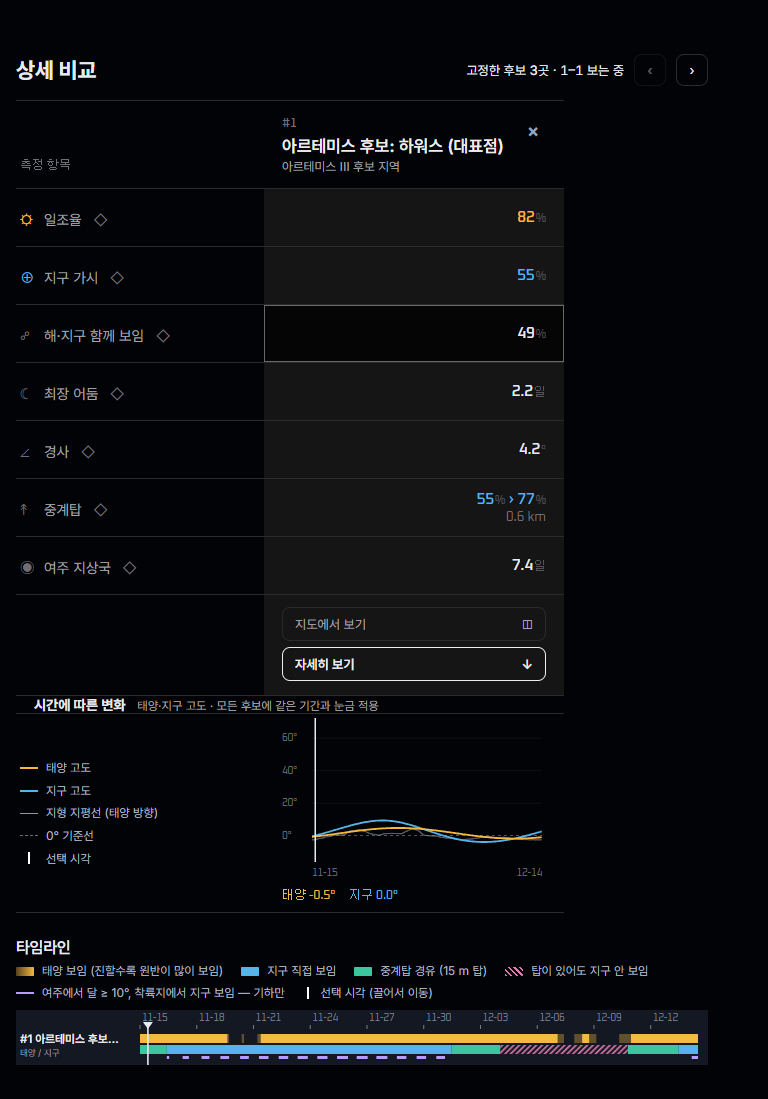 상세 비교
고정한 후보 3곳 · 1–1 보는 중 ‹ ›
#1
아르테미스 후보: 하워스 (대표점) ×
아르테미스 III 후보 지역
측정 항목
일조율 ◇ 82%
지구 가시 ◇ 55%
해·지구 함께 보임 ◇ 49%
최장 어둠 ◇ 2.2일
경사 ◇ 4.2°
중계탑 ◇ 55% › 77%
0.6 km
여주 지상국 ◇ 7.4일
지도에서 보기
자세히 보기 ↓
시간에 따른 변화 태양·지구 고도 · 모든 후보에 같은 기간과 눈금 적용
태양 고도
지구 고도
지형 지평선 (태양 방향)
0° 기준선
선택 시각
60°
40°
20°
0°
11-15 12-14
태양 -0.5° 지구 0.0°
타임라인
태양 보임 (진할수록 원반이 많이 보임) 지구 직접 보임 중계탑 경유 (15 m 탑) 탑이 있어도 지구 안 보임
여주에서 달 ≥ 10°, 착륙지에서 지구 보임 — 기하만 선택 시각 (끌어서 이동)
11-15 11-18 11-21 11-24 11-27 11-30 12-03 12-06 12-09 12-12
#1 아르테미스 후보…
태양 / 지구